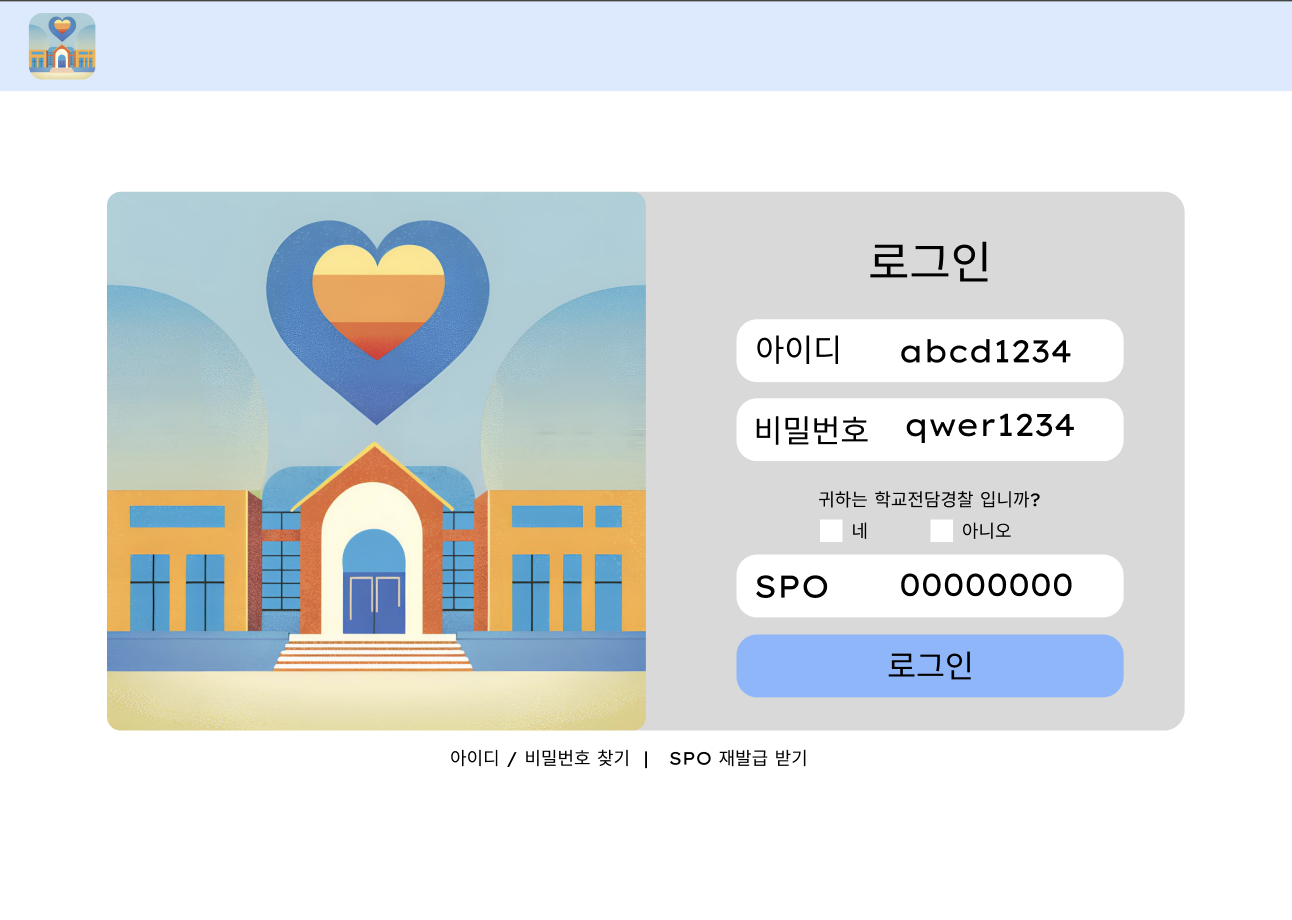 로그인
아이디 abcd1234
비밀번호 qwer1234
귀하는 학교전담경찰 입니까?
네 아니오
SPO 00000000
로그인
아이디 / 비밀번호 찾기 | SPO 재발급 받기